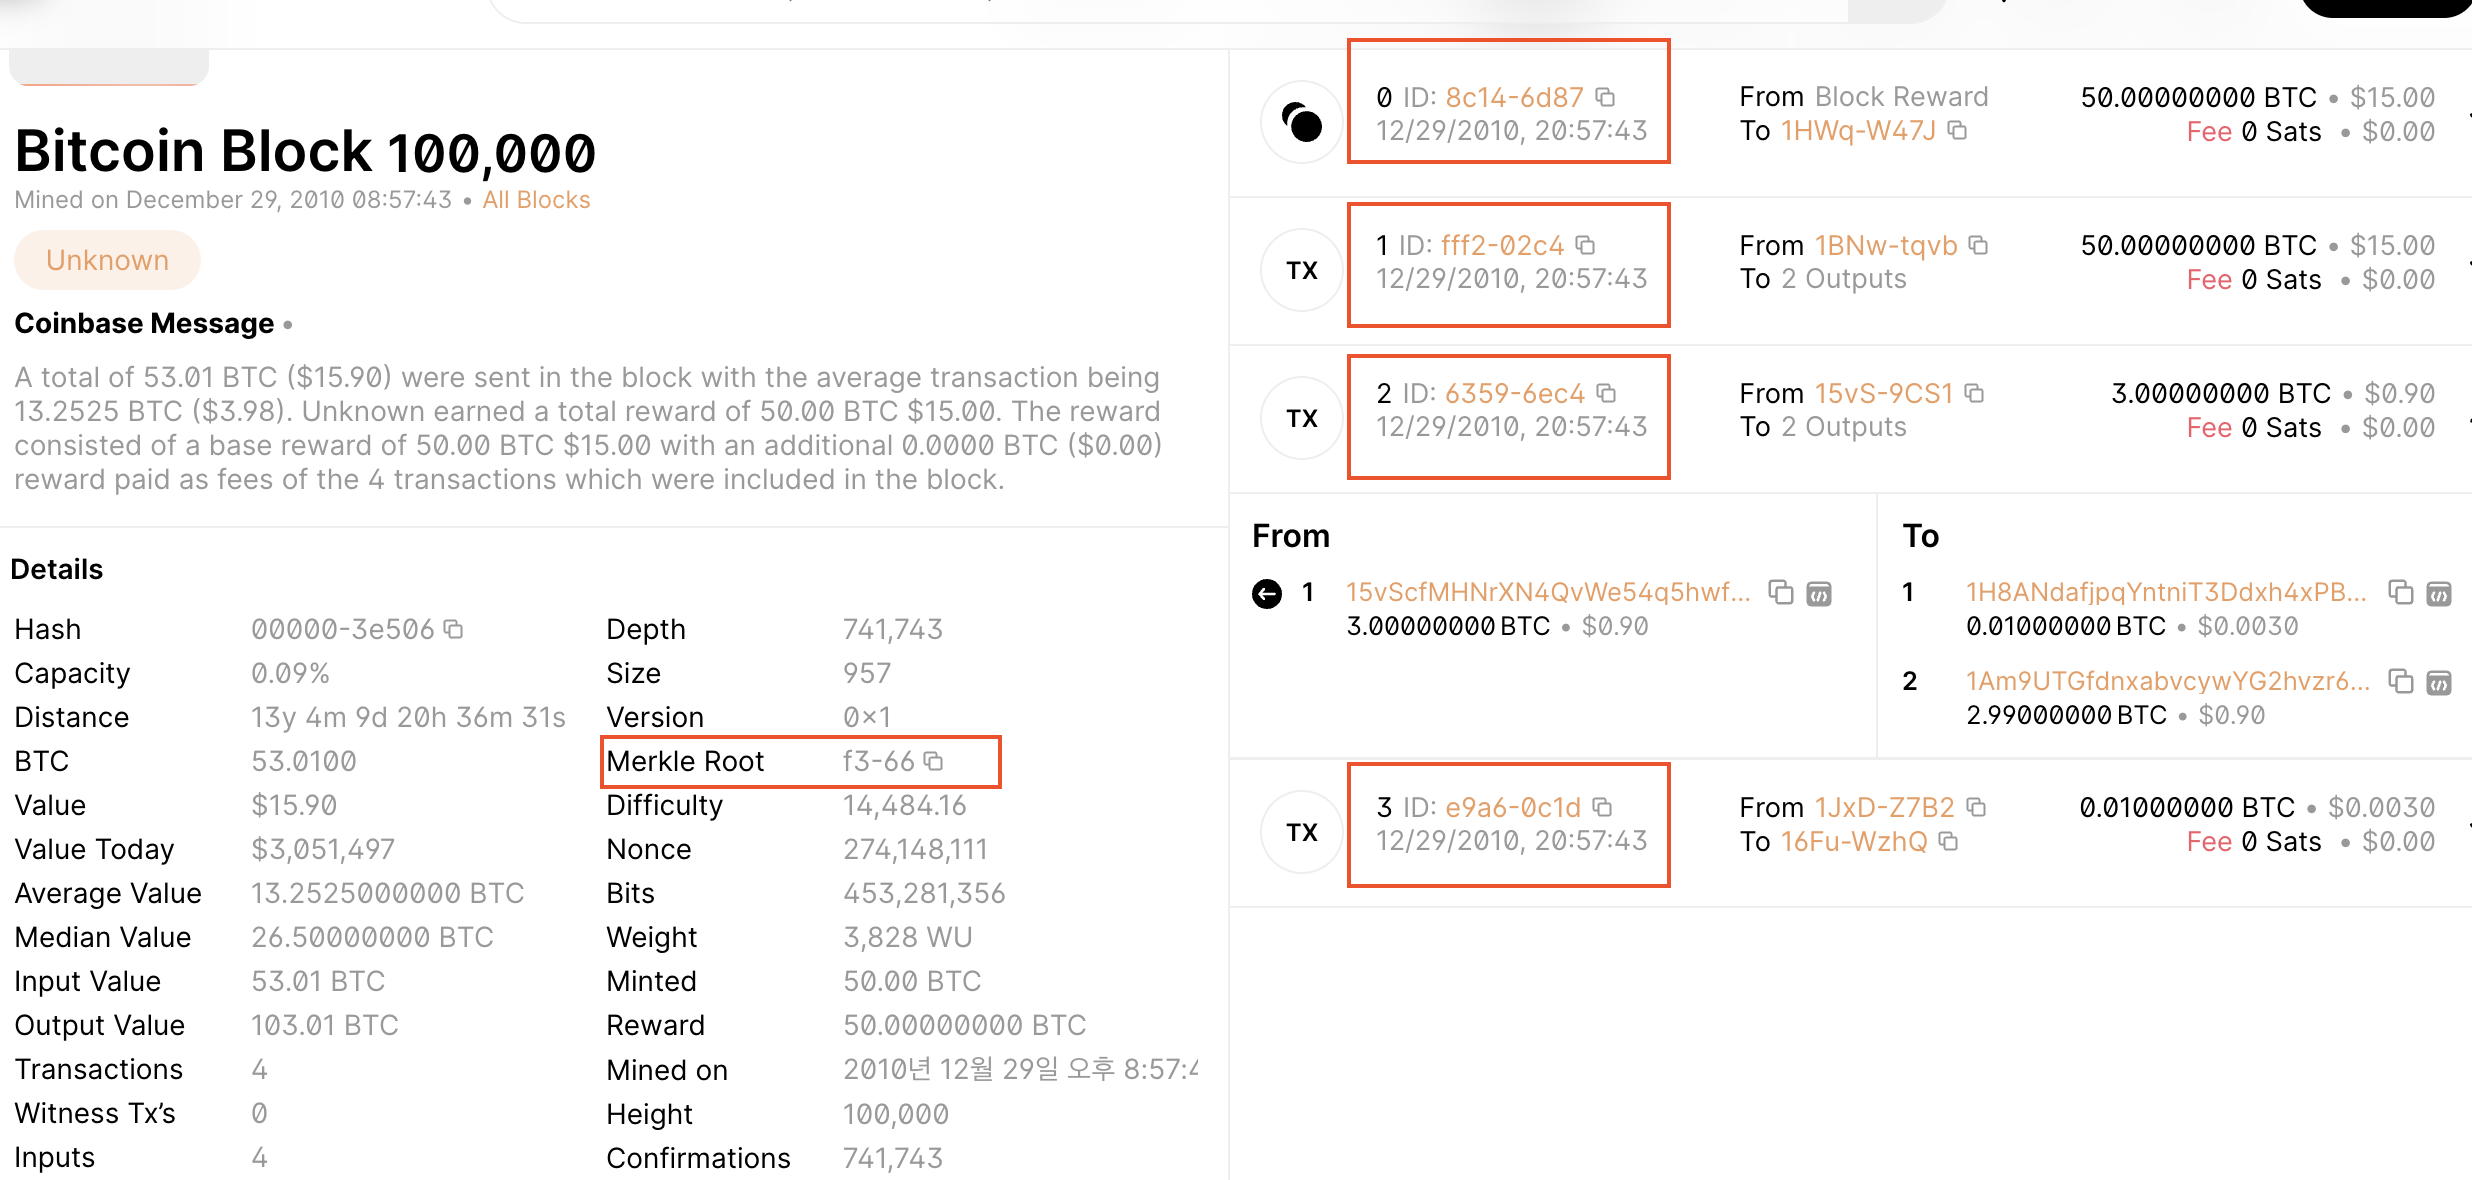 Bitcoin Block 100,000
Mined on December 29, 2010 08:57:43 • All Blocks
Unknown
Coinbase Message •
A total of 53.01 BTC ($15.90) were sent in the block with the average transaction being
13.2525 BTC ($3.98). Unknown earned a total reward of 50.00 BTC $15.00. The reward
consisted of a base reward of 50.00 BTC $15.00 with an additional 0.0000 BTC ($0.00)
reward paid as fees of the 4 transactions which were included in the block.
Details
Hash 00000-3e506
Capacity 0.09%
Distance 13y 4m 9d 20h 36m 31s
BTC 53.0100
Value $15.90
Value Today $3,051,497
Average Value 13.2525000000 BTC
Median Value 26.50000000 BTC
Input Value 53.01 BTC
Output Value 103.01 BTC
Transactions 4
Witness Tx’s 0
Inputs 4
Depth 741,743
Size 957
Version 0×1
Merkle Root f3-66
Difficulty 14,484.16
Nonce 274,148,111
Bits 453,281,356
Weight 3,828 WU
Minted 50.00 BTC
Reward 50.00000000 BTC
Mined on 2010년 12월 29일 오후 8:57:4
Height 100,000
Confirmations 741,743
0 ID: 8c14-6d87
12/29/2010, 20:57:43
From Block Reward
To 1HWq-W47J
50.00000000 BTC • $15.00
Fee 0 Sats • $0.00
TX
1 ID: fff2-02c4
12/29/2010, 20:57:43
From 1BNw-tqvb
To 2 Outputs
50.00000000 BTC • $15.00
Fee 0 Sats • $0.00
TX
2 ID: 6359-6ec4
12/29/2010, 20:57:43
From 15vS-9CS1
To 2 Outputs
3.00000000 BTC • $0.90
Fee 0 Sats • $0.00
From
1 15vScfMHNrXN4QvWe54q5hwf...
3.00000000 BTC • $0.90
To
1 1H8ANdafjpqYntniT3Ddxh4xPB...
0.01000000 BTC • $0.0030
2 1Am9UTGfdnxabvcywYG2hvzr6...
2.99000000 BTC • $0.90
TX
3 ID: e9a6-0c1d
12/29/2010, 20:57:43
From 1JxD-Z7B2
To 16Fu-WzhQ
0.01000000 BTC • $0.0030
Fee 0 Sats • $0.00